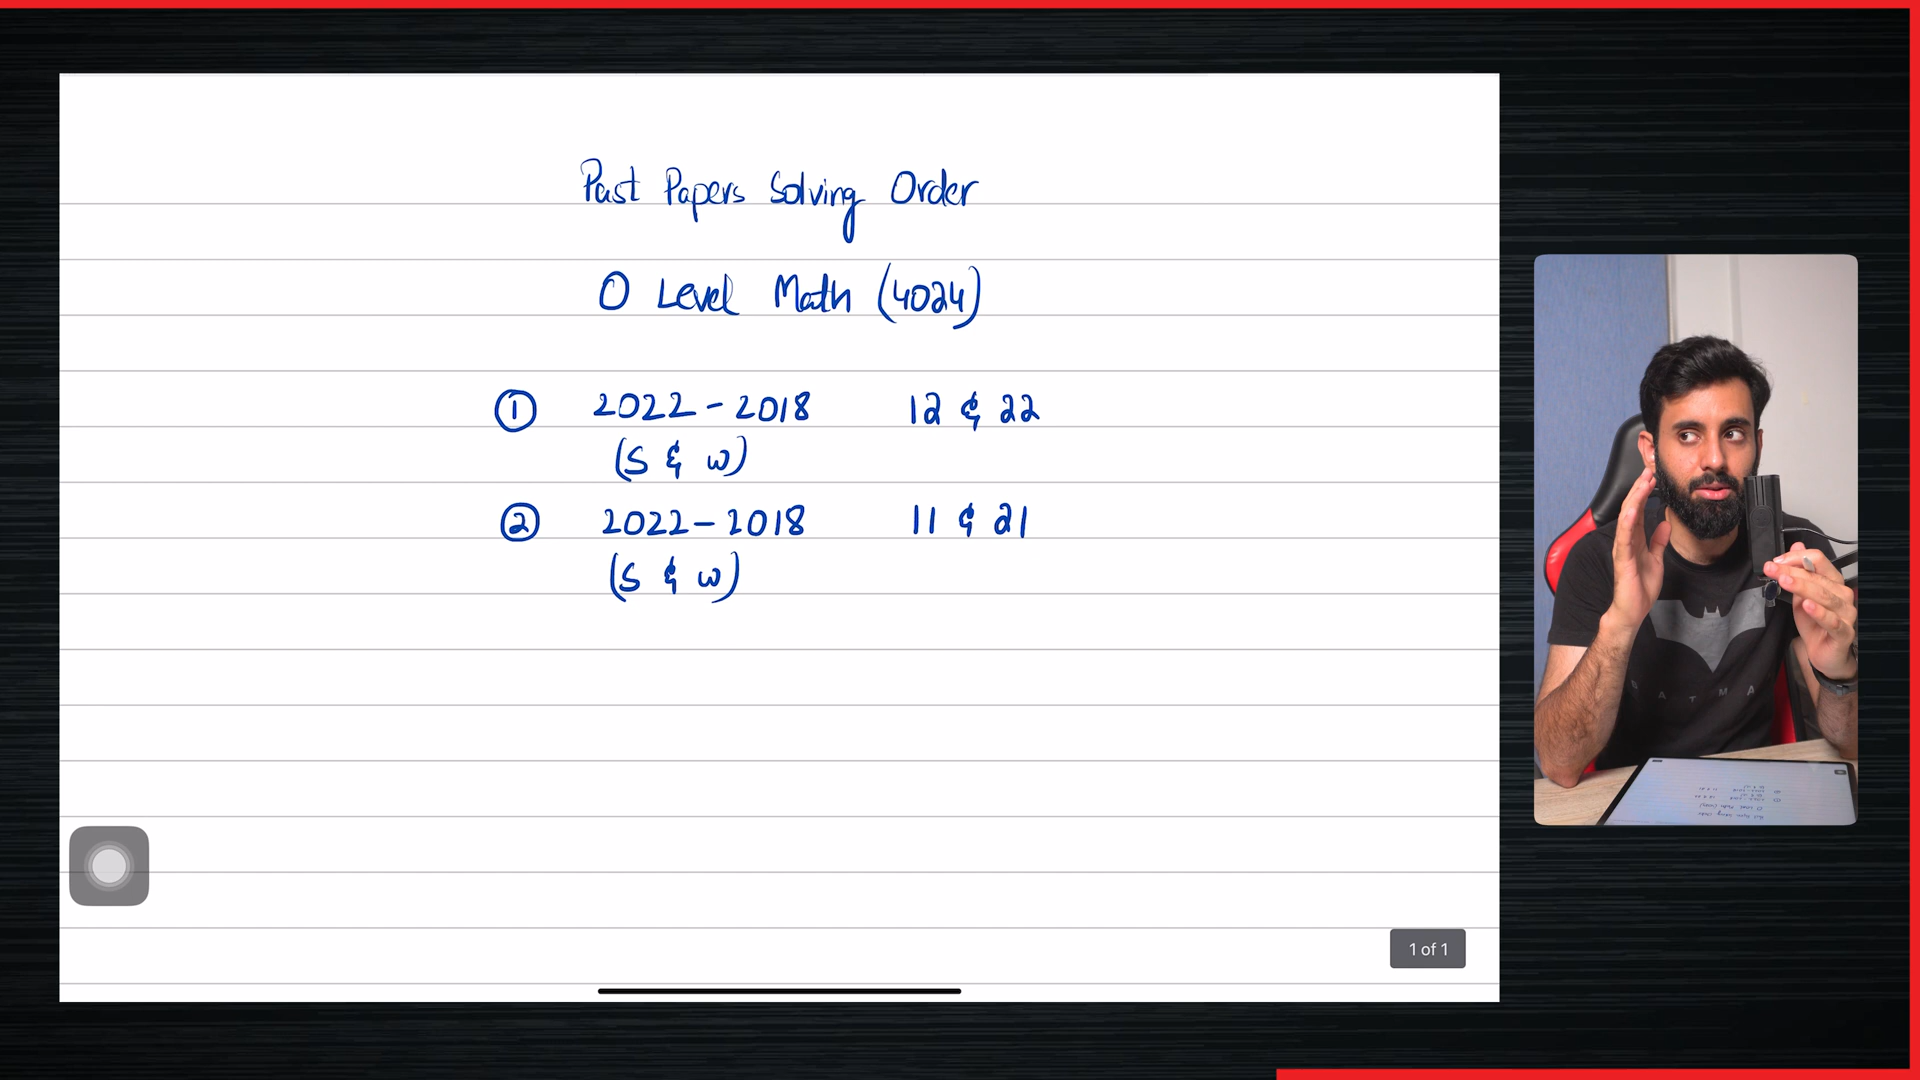 Past Papers Solving Order
O Level Math (4024)
① 2022 - 2018 12 & 22
(S & W)
② 2022 - 2018 11 & 21
(S & W)
BATMA
1 of 1